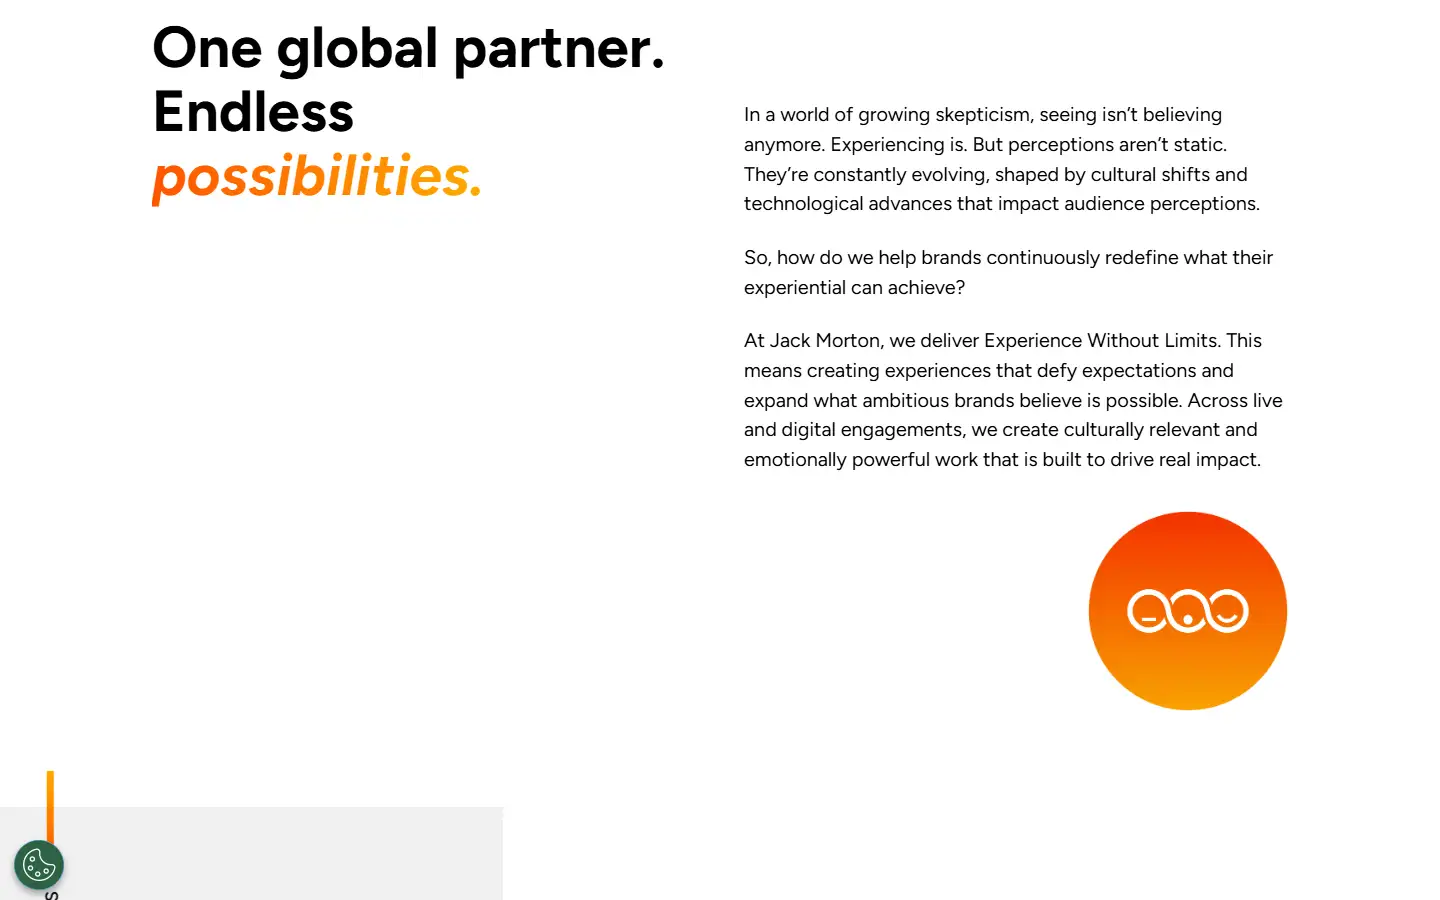 One global partner.
Endless
possibilities.
In a world of growing skepticism, seeing isn’t believing
anymore. Experiencing is. But perceptions aren’t static.
They’re constantly evolving, shaped by cultural shifts and
technological advances that impact audience perceptions.
So, how do we help brands continuously redefine what their
experiential can achieve?
At Jack Morton, we deliver Experience Without Limits. This
means creating experiences that defy expectations and
expand what ambitious brands believe is possible. Across live
and digital engagements, we create culturally relevant and
emotionally powerful work that is built to drive real impact.